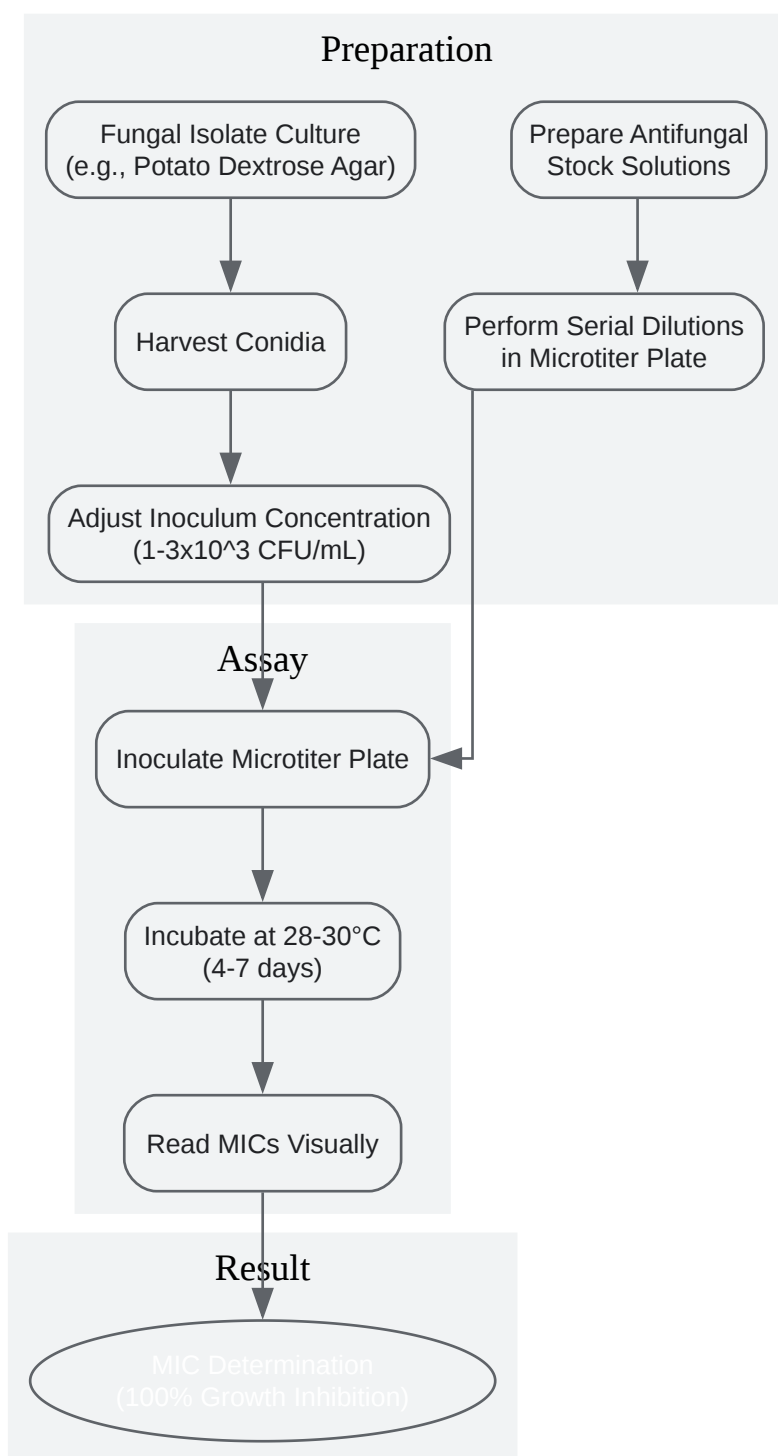 Preparation
Fungal Isolate Culture
(e.g., Potato Dextrose Agar)
Prepare Antifungal
Stock Solutions
Harvest Conidia
Perform Serial Dilutions
in Microtiter Plate
Adjust Inoculum Concentration
(1-3x10^3 CFU/mL)
Assay
Inoculate Microtiter Plate
Incubate at 28-30°C
(4-7 days)
Read MICs Visually
Result
MIC Determination
(100% Growth Inhibition)